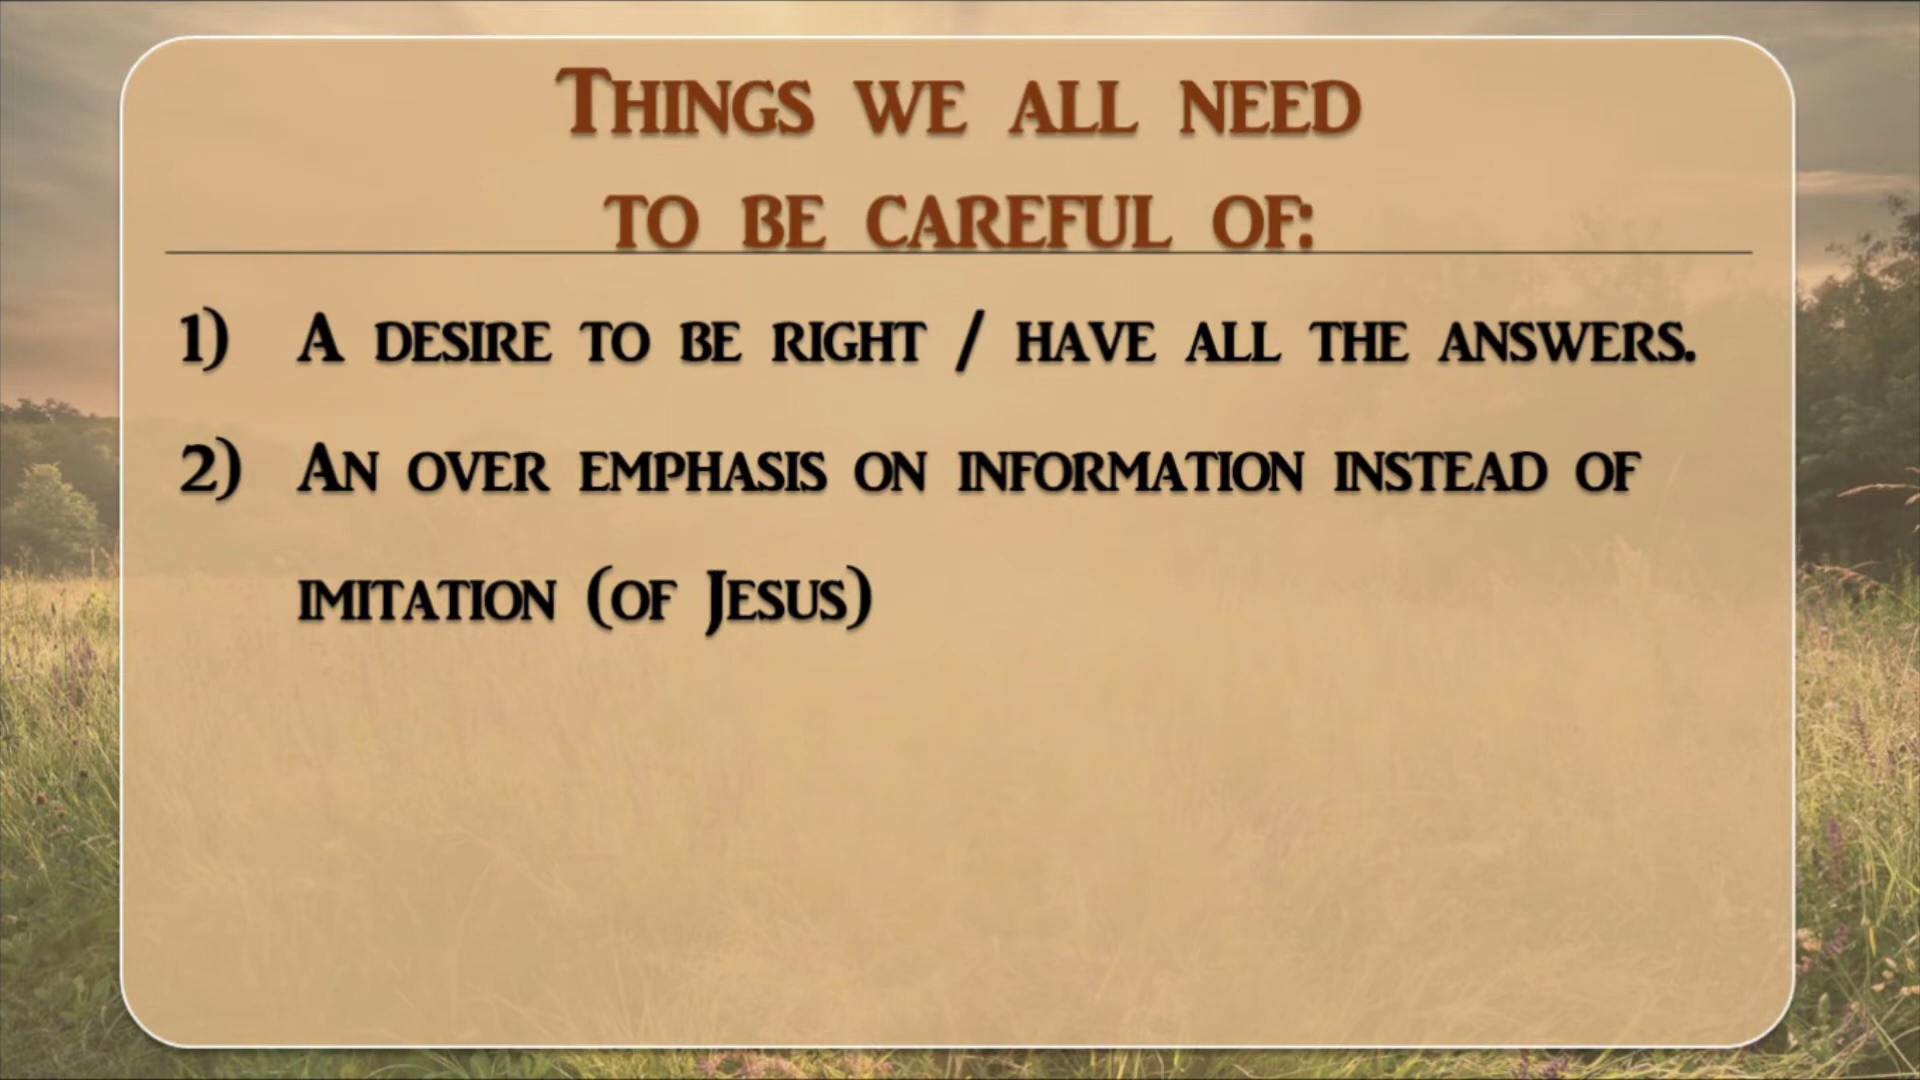 Things we all need
to be careful of:
1) A desire to be right / have all the answers.
2) An over emphasis on information instead of
imitation (of Jesus)